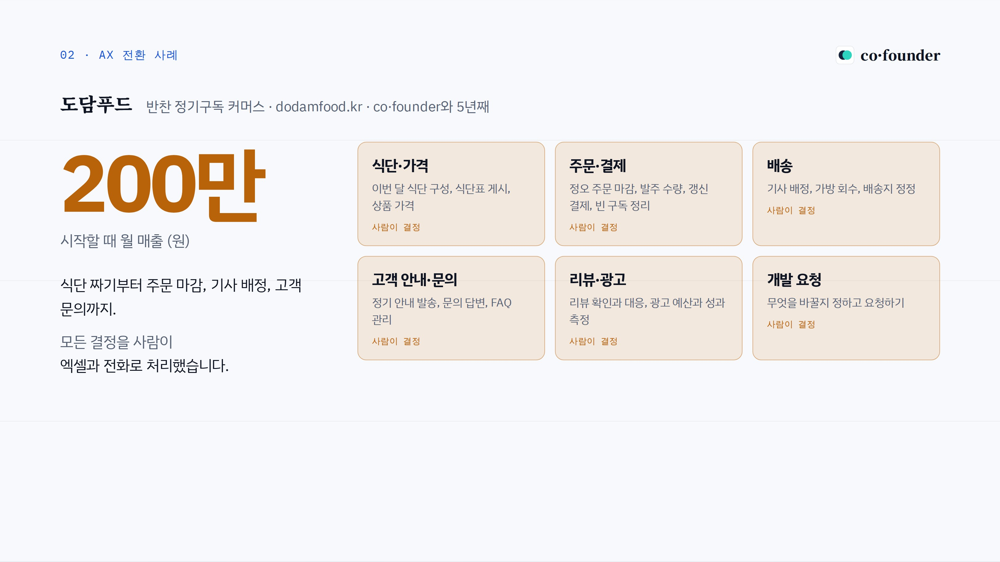 02 · AX 전환 사례
co·founder
도담푸드 반찬 정기구독 커머스 · dodamfood.kr · co·founder와 5년째
200만
시작할 때 월 매출 (원)
식단 짜기부터 주문 마감, 기사 배정, 고객
문의까지.
모든 결정을 사람이
엑셀과 전화로 처리했습니다.
식단·가격
이번 달 식단 구성, 식단표 게시,
상품 가격
사람이 결정
주문·결제
정오 주문 마감, 발주 수량, 갱신
결제, 빈 구독 정리
사람이 결정
배송
기사 배정, 가방 회수, 배송지 정정
사람이 결정
고객 안내·문의
정기 안내 발송, 문의 답변, FAQ
관리
사람이 결정
리뷰·광고
리뷰 확인과 대응, 광고 예산과 성과
측정
사람이 결정
개발 요청
무엇을 바꿀지 정하고 요청하기
사람이 결정